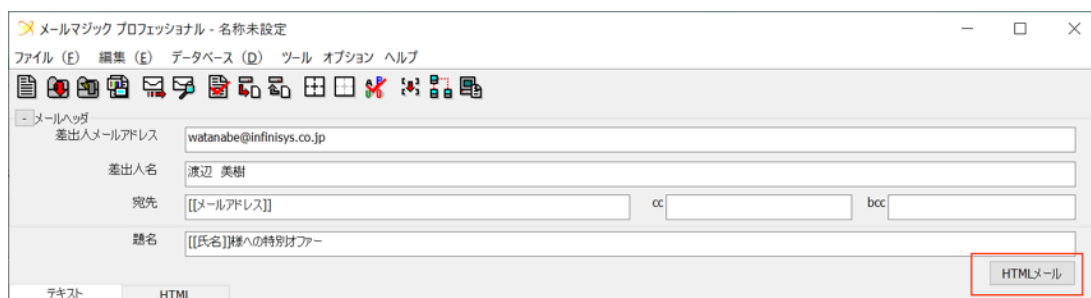 メールマジック プロフェッショナル - 名称未設定
ファイル (F) 編集 (E) データベース (D) ツール オプション ヘルプ
- メールヘッダ
差出人メールアドレス watanabe@infinisys.co.jp
差出人名 渡辺 美樹
宛先 [[メールアドレス]] cc bcc
題名 [[氏名]]様への特別オファー
HTMLメール
テキスト HTML